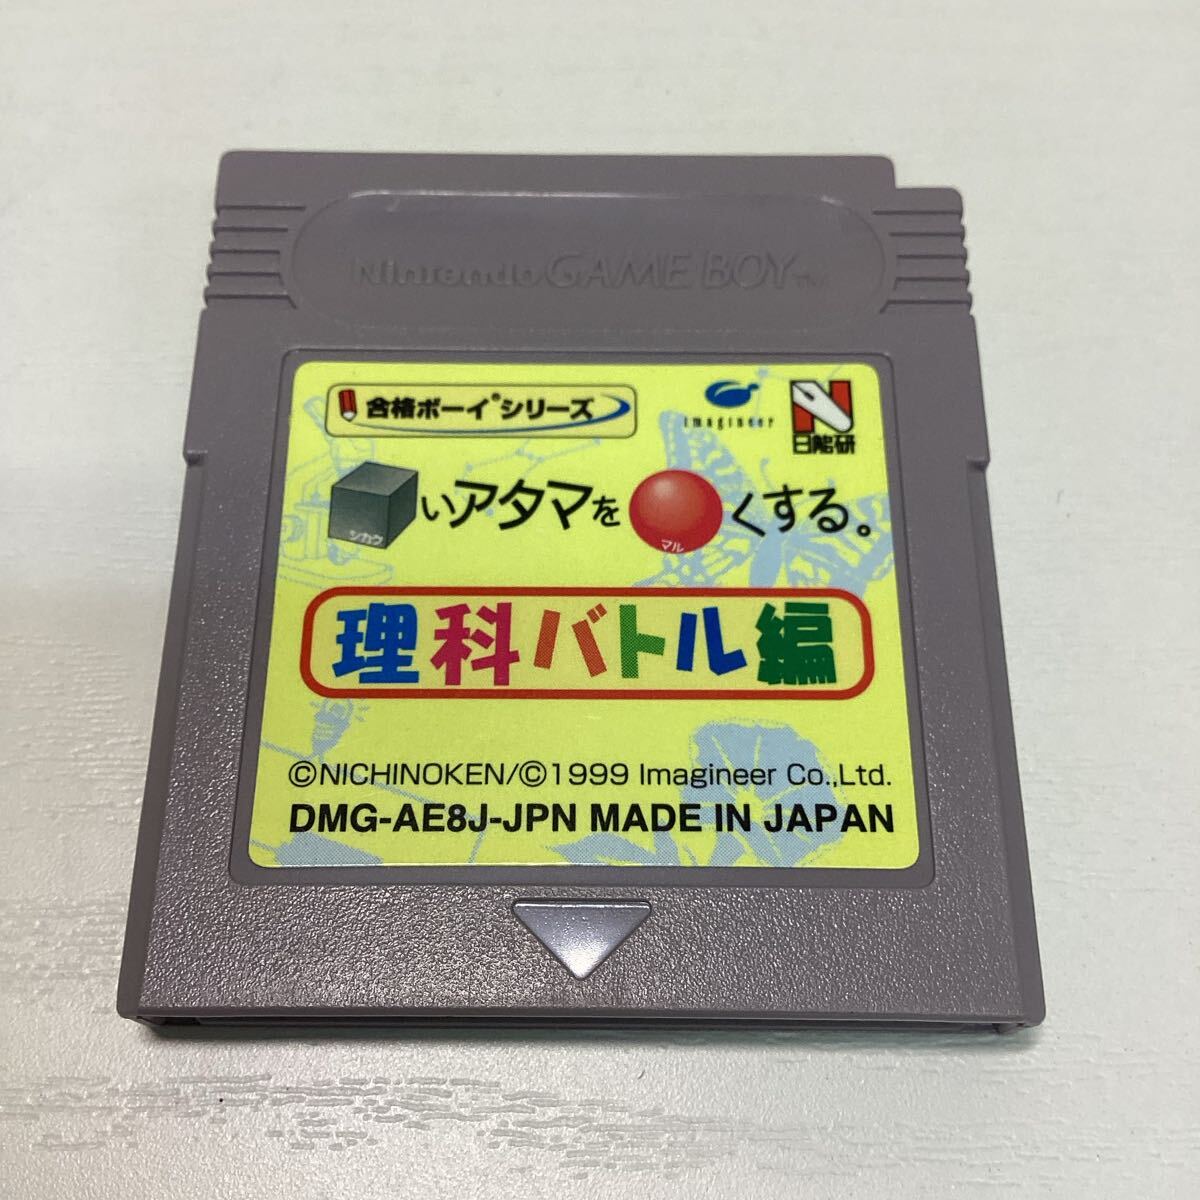 Nintendo GAME BOY™
合格ボーイ®シリーズ
imagineer
N
日能研
シカク
いアタマを
マル
くする。
理科バトル編
©NICHINOKEN/©1999 Imagineer Co.,Ltd.
DMG-AE8J-JPN MADE IN JAPAN